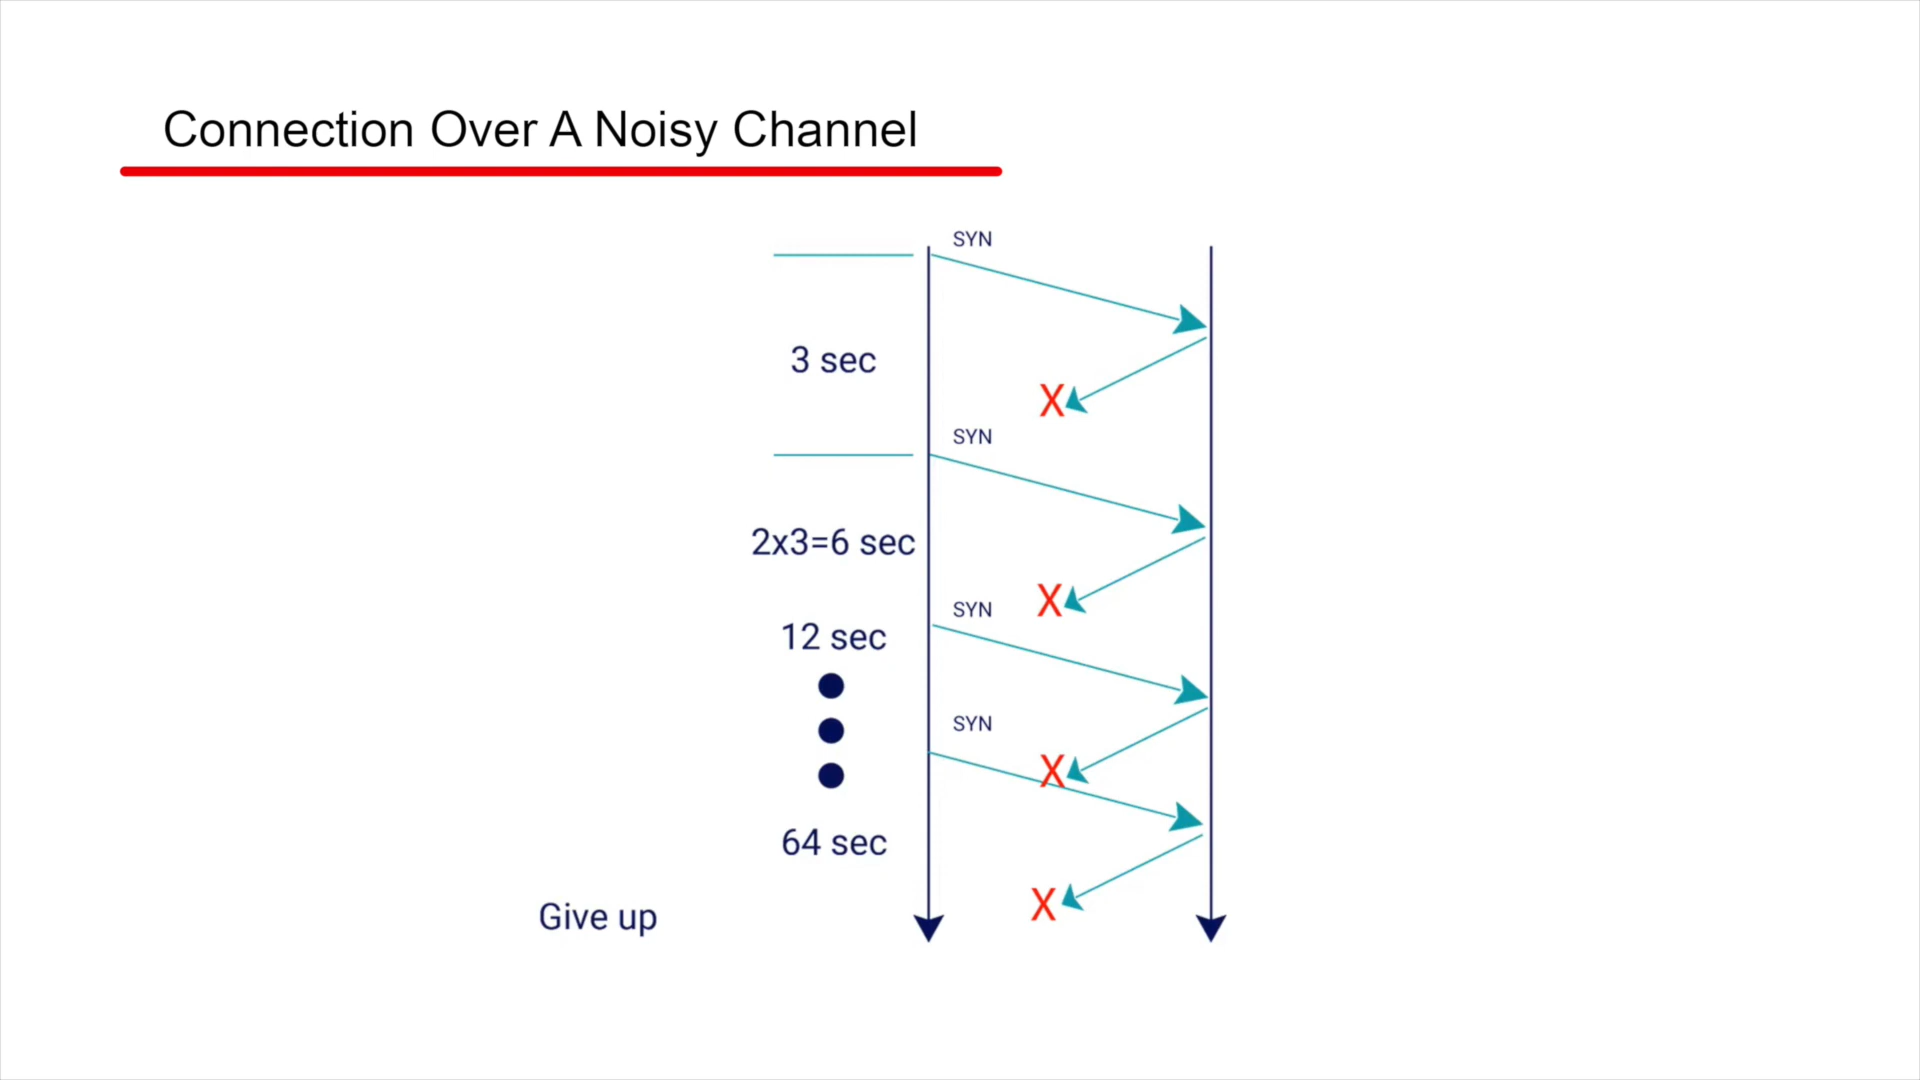 Connection Over A Noisy Channel
SYN
3 sec
X
SYN
2x3=6 sec
X
SYN
12 sec
SYN
X
64 sec
X
Give up